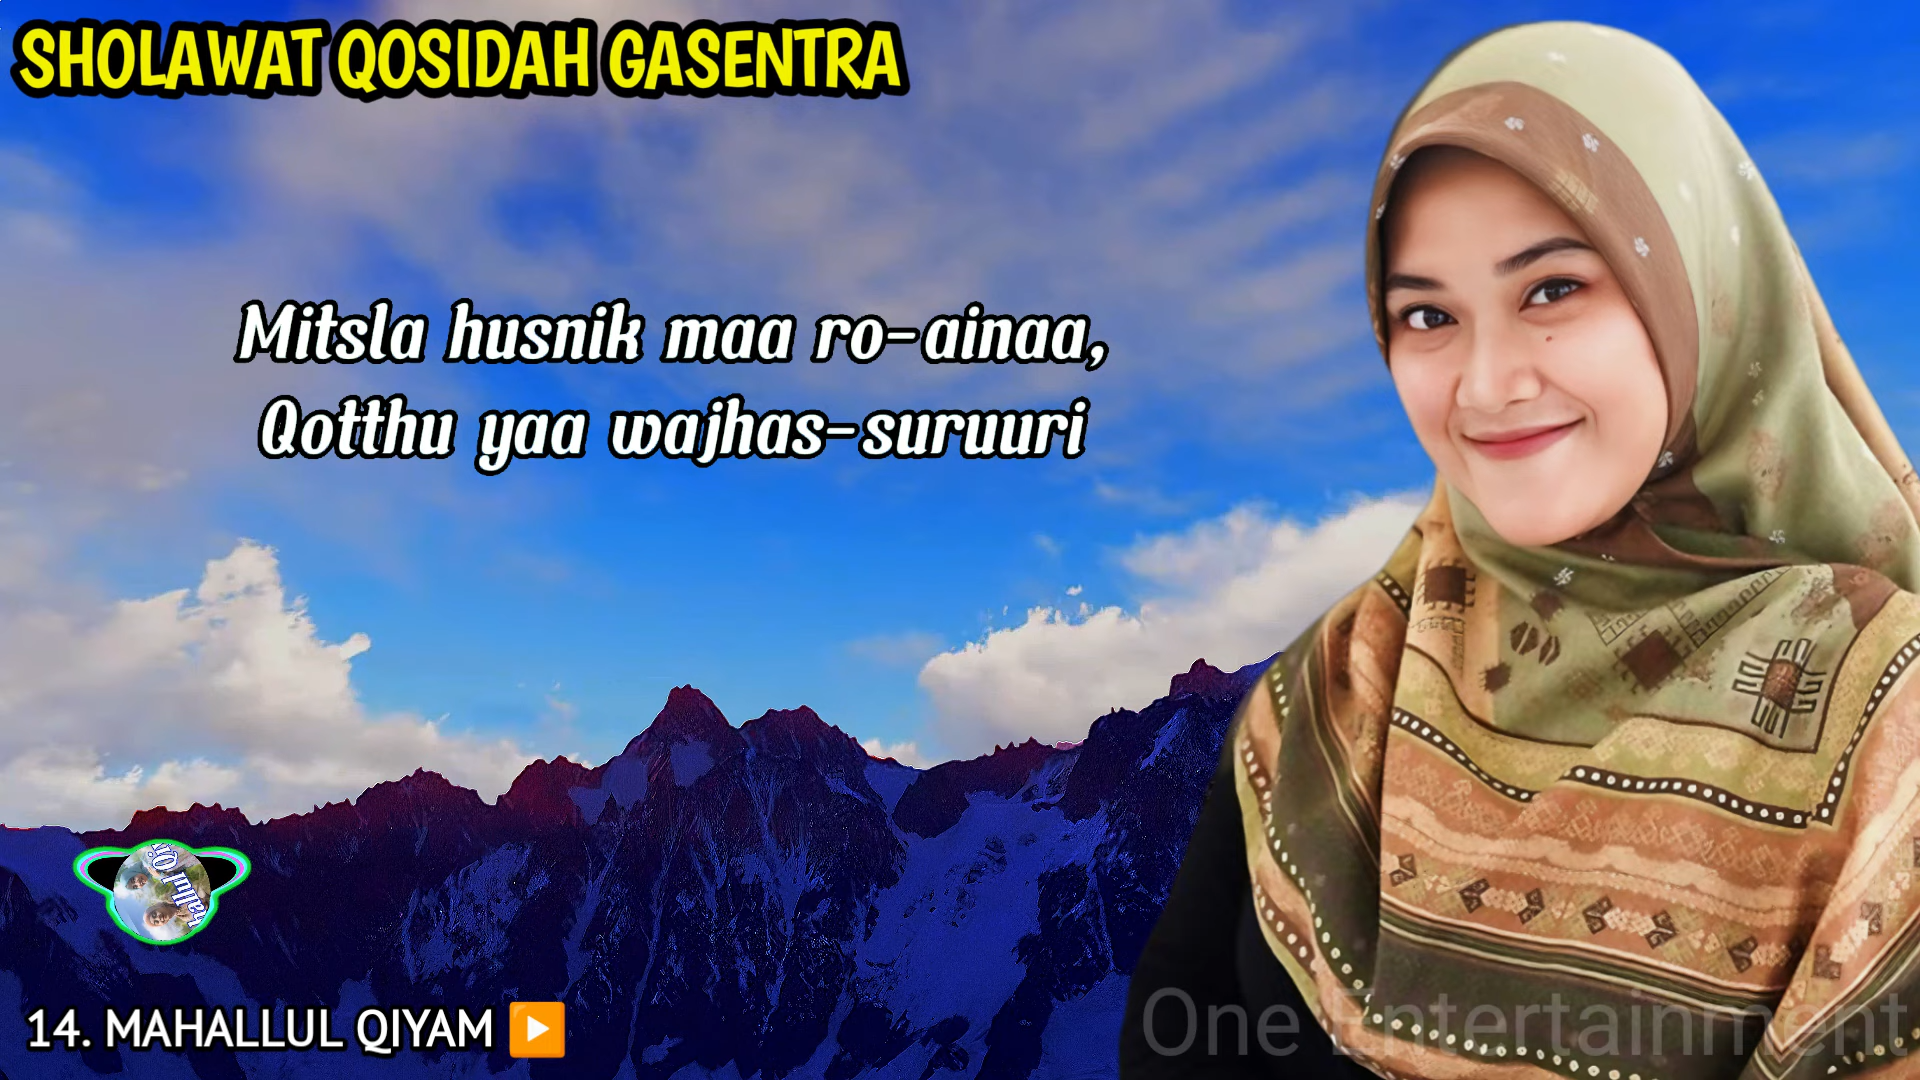 SHOLAWAT QOSIDAH GASENTRA
Mitsla husnik maa ro-ainaa,
Qotthu yaa wajhas-suruuri
14. MAHALLUL QIYAM
One Entertainment